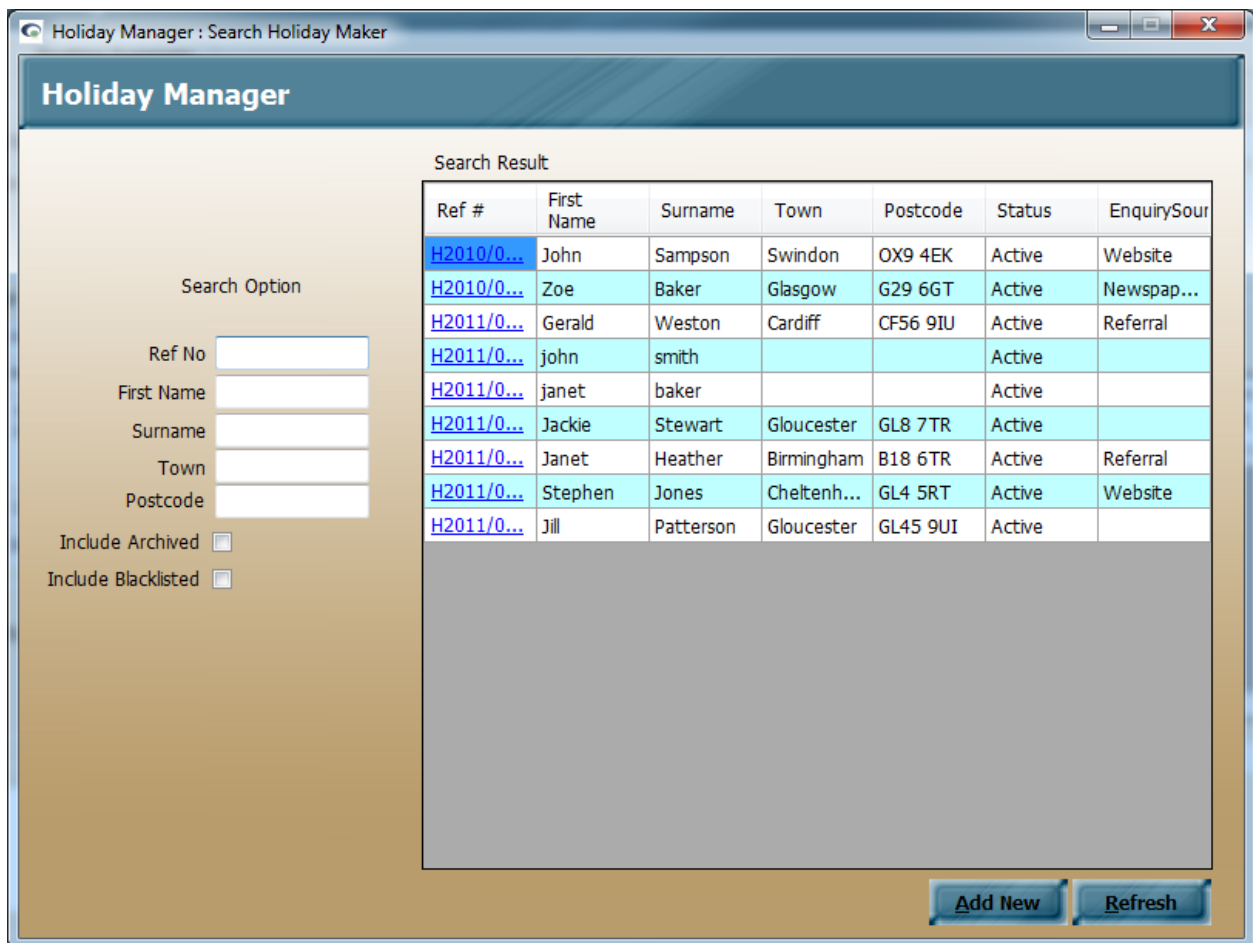 Holiday Manager : Search Holiday Maker
Holiday Manager
Search Result
Ref # First Name Surname Town Postcode Status EnquirySour
H2010/0... John Sampson Swindon OX9 4EK Active Website
H2010/0... Zoe Baker Glasgow G29 6GT Active Newspap...
H2011/0... Gerald Weston Cardiff CF56 9IU Active Referral
H2011/0... john smith Active
H2011/0... janet baker Active
H2011/0... Jackie Stewart Gloucester GL8 7TR Active
H2011/0... Janet Heather Birmingham B18 6TR Active Referral
H2011/0... Stephen Jones Cheltenh... GL4 5RT Active Website
H2011/0... Jill Patterson Gloucester GL45 9UI Active
Search Option
Ref No
First Name
Surname
Town
Postcode
Include Archived
Include Blacklisted
Add New Refresh